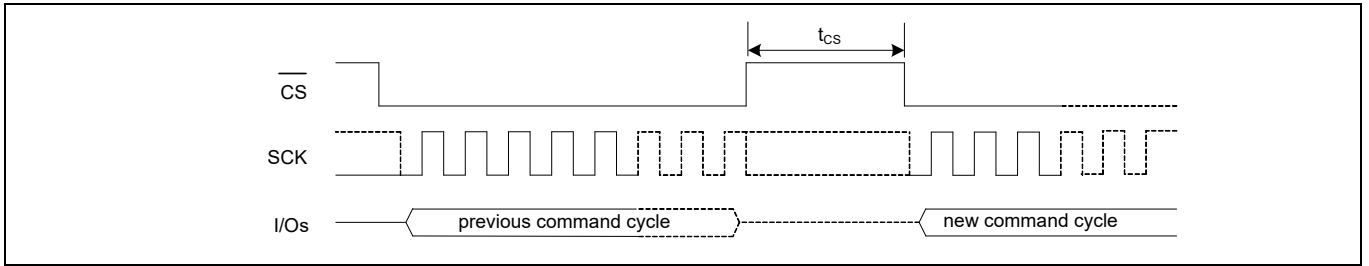 tCS
CS
SCK
I/Os
previous command cycle
new command cycle